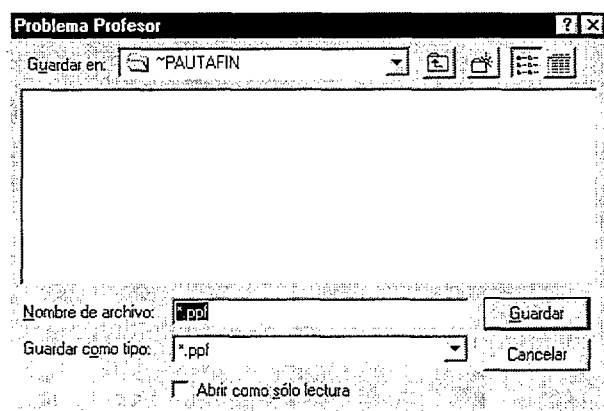 Problema Profesor
Guardar en: ~PAUTAFIN
Nombre de archivo: *.ppf Guardar
Guardar como tipo: *.ppf Cancelar
Abrir como sólo lectura